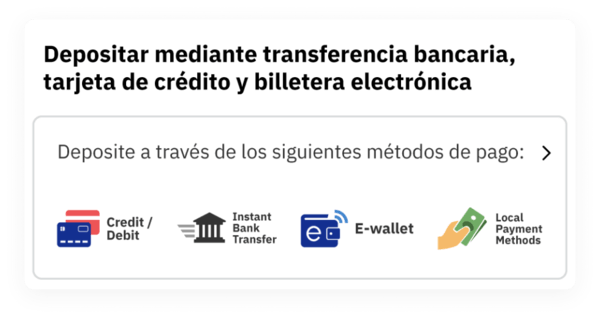 Depositar mediante transferencia bancaria,
tarjeta de crédito y billetera electrónica
Deposite a través de los siguientes métodos de pago:
Credit /
Debit
Instant
Bank
Transfer
e
E-wallet
Local
Payment
Methods